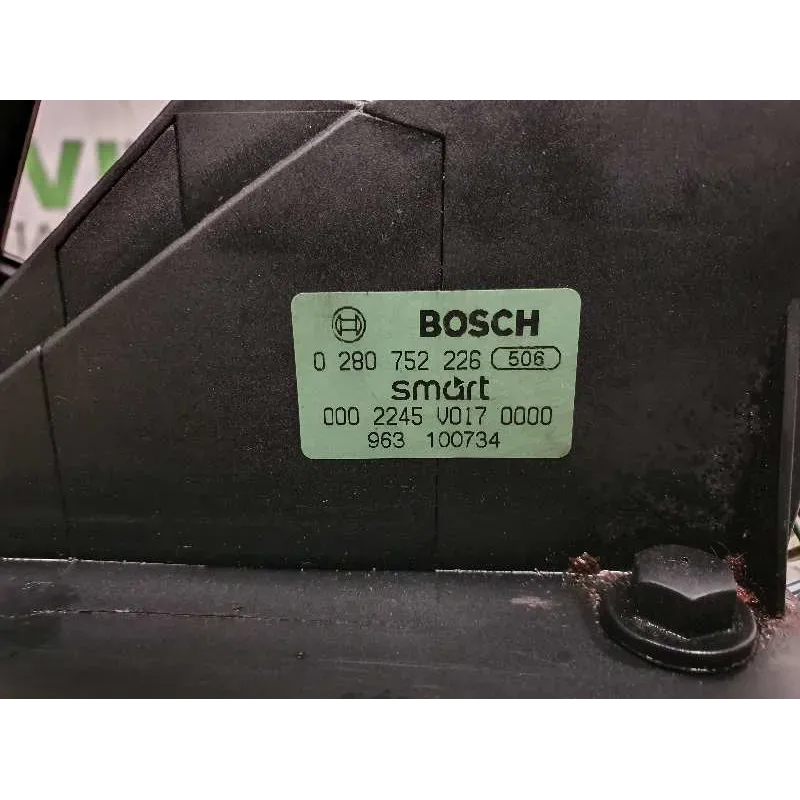 BOSCH
0 280 752 226 506
smart
000 2245 V017 0000
963 100734